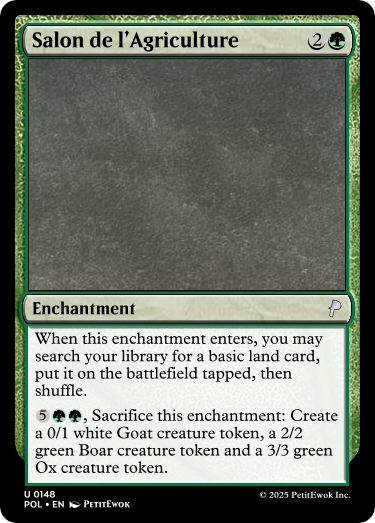 Salon de l'Agriculture 2
Enchantment
When this enchantment enters, you may
search your library for a basic land card,
put it on the battlefield tapped, then
shuffle.
5, Sacrifice this enchantment: Create
a 0/1 white Goat creature token, a 2/2
green Boar creature token and a 3/3 green
Ox creature token.
U 0148
POL • EN PetitEwok
© 2025 PetitEwok Inc.